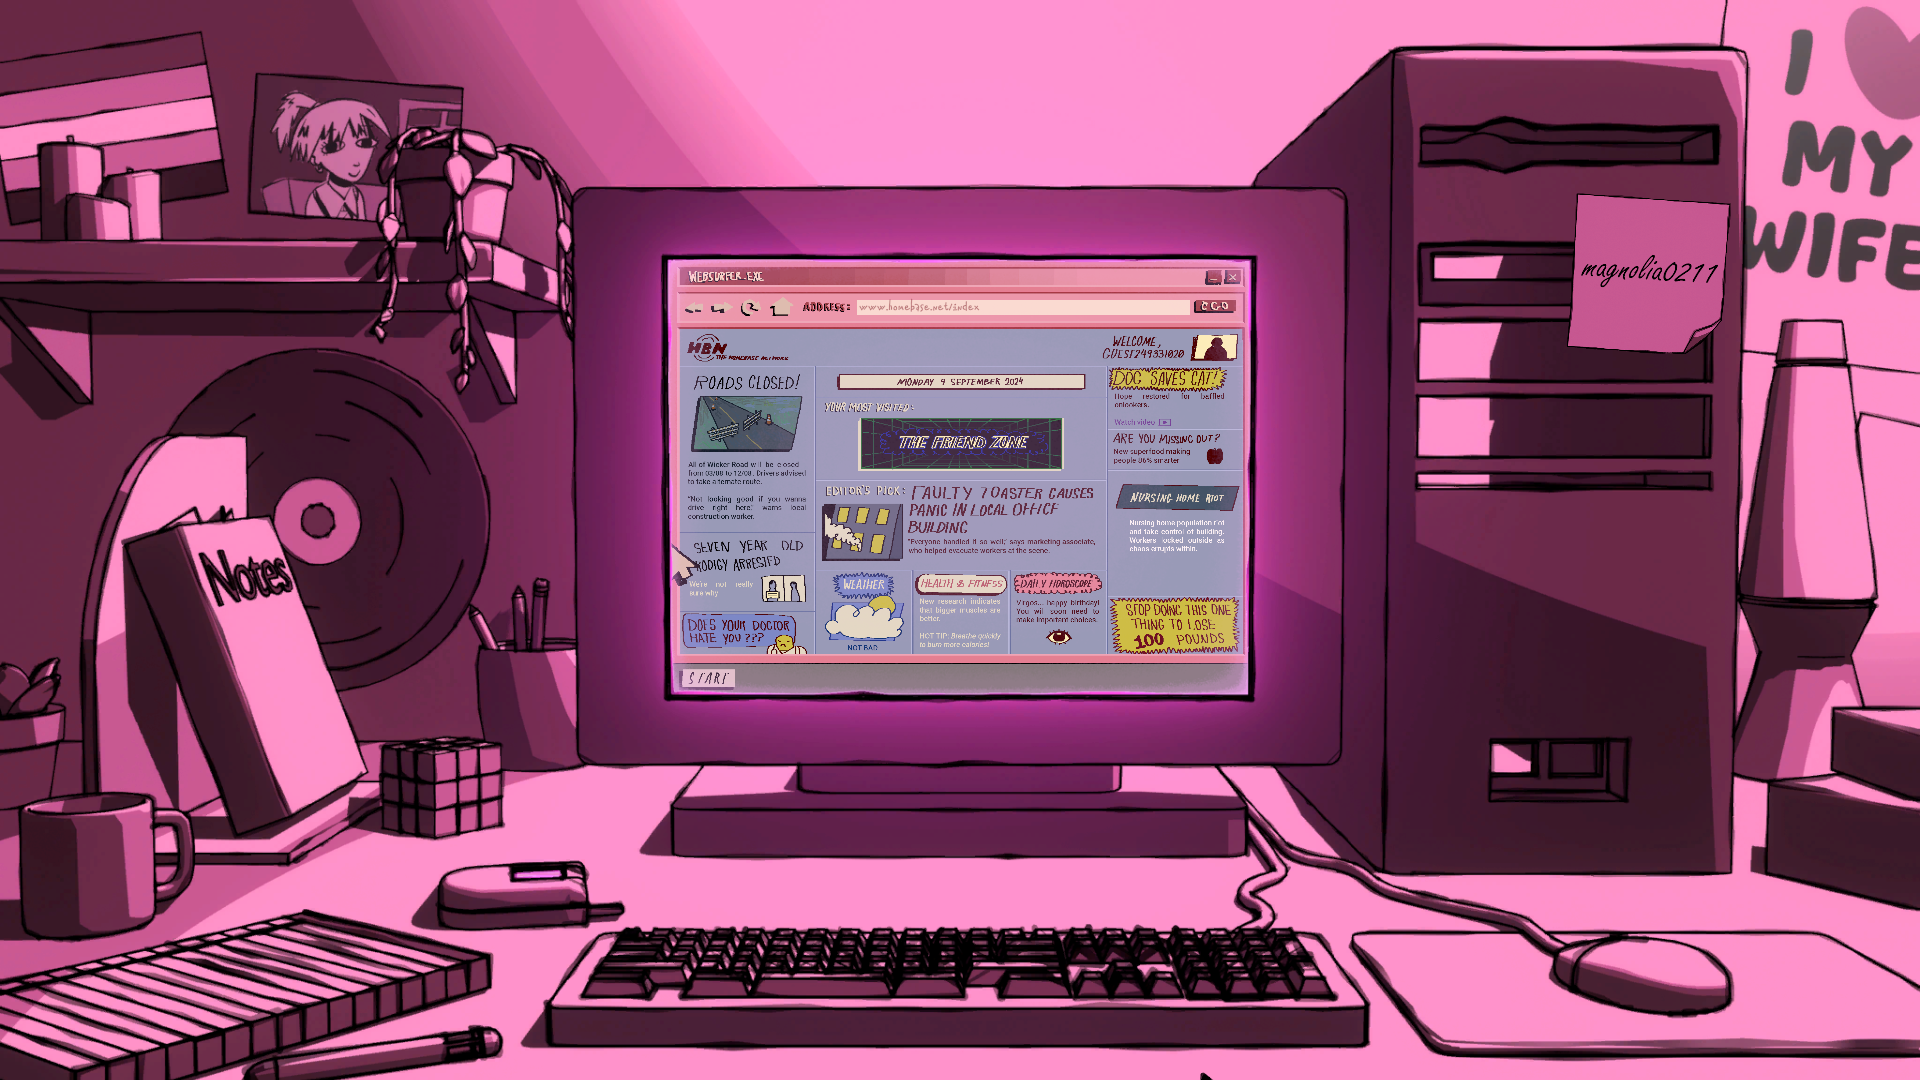 I
MY
WIFE
magnolia0211
Notes
WEBSURFER.EXE
ADDRESS:
www.homebase.net/index
GO
HBN
THE HOMEBASE NETWORK
WELCOME,
GUEST249331020
ROADS CLOSED!
All of Wicker Road will be closed
from 03/08 to 12/08. Drivers advised
to take alternate route.
"Not looking good if you wanna
drive right here," warns local
construction worker.
SEVEN YEAR OLD
PRODIGY ARRESTED
We're not really
sure why
DOES YOUR DOCTOR
HATE YOU???
MONDAY 9 SEPTEMBER 2024
YOUR MOST VISITED:
THE FRIEND ZONE
EDITOR'S PICK:
FAULTY TOASTER CAUSES
PANIC IN LOCAL OFFICE
BUILDING
"Everyone handled it so well," says marketing associate,
who helped evacuate workers at the scene.
WEATHER
NOT BAD
HEALTH & FITNESS
New research indicates
that bigger muscles are
better.
HOT TIP: Breathe quickly
to burn more calories!
DAILY HOROSCOPE
Virgos... happy birthday!
You will soon need to
make important choices.
DOG SAVES CAT!
Hope restored for baffled
onlookers.
Watch video
ARE YOU MISSING OUT?
New superfood making
people 86% smarter
NURSING HOME RIOT
Nursing home population riot
and take control of building.
Workers locked outside as
chaos errupts within.
STOP DOING THIS ONE
THING TO LOSE
100 POUNDS
START